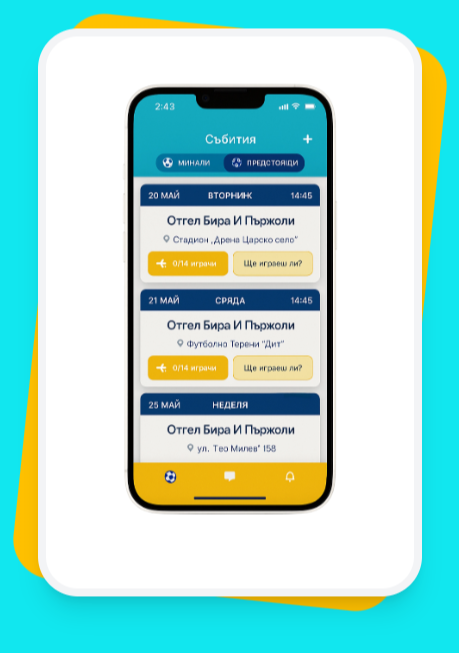 2:43
Събития +
МИНАЛИ ПРЕДСТОЯЩИ
20 МАЙ ВТОРНИК 14:45
Отгел Бира И Пържоли
Стадион „Арена Царско село"
0/14 играчи Ще играеш ли?
21 МАЙ СРЯДА 14:45
Отгел Бира И Пържоли
Футболно Терени "Дит"
0/14 играчи Ще играеш ли?
25 МАЙ НЕДЕЛЯ
Отгел Бира И Пържоли
ул. Тео Милев" 158